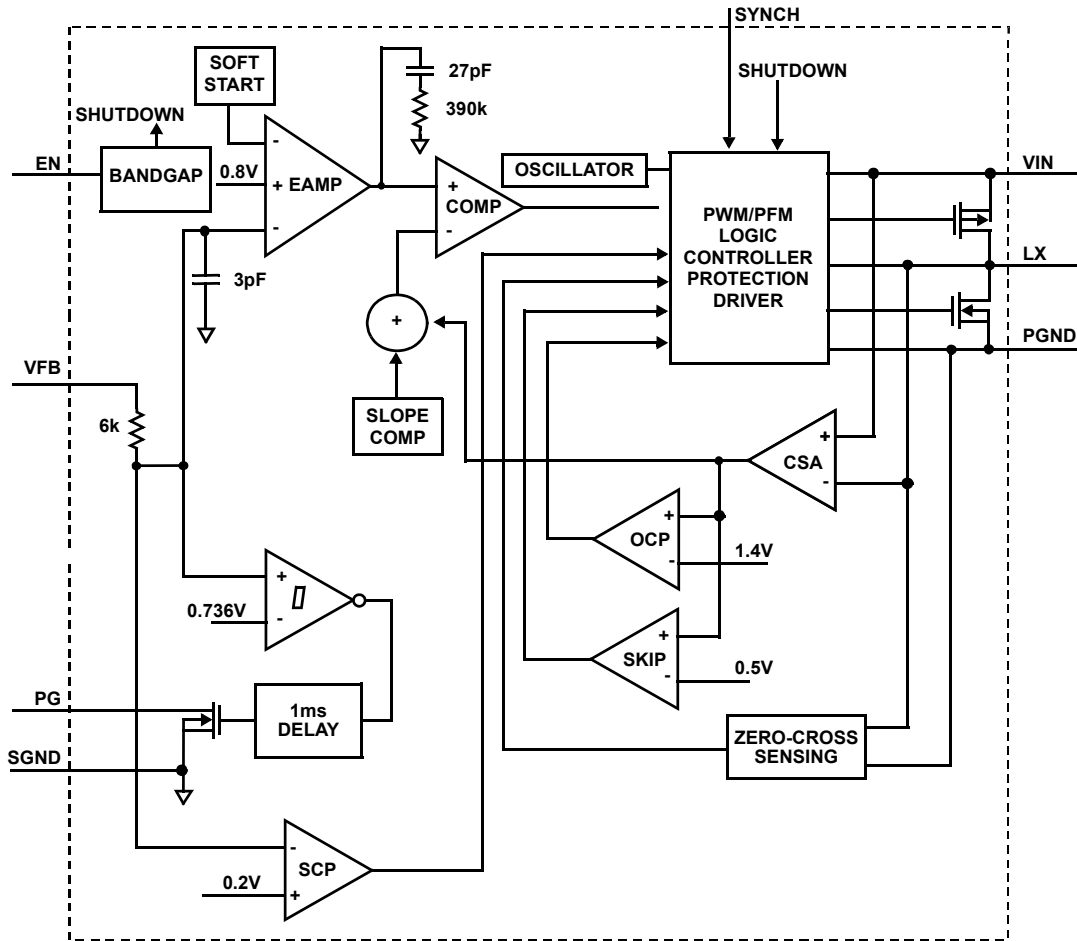 SYNCH
SHUTDOWN
SOFT
START
27pF
390k
SHUTDOWN
EN
BANDGAP
0.8V
-
+
-
EAMP
+
-
COMP
OSCILLATOR
PWM/PFM
LOGIC
CONTROLLER
PROTECTION
DRIVER
VIN
LX
PGND
3pF
+
VFB
6k
SLOPE
COMP
+
-
CSA
+
-
OCP
1.4V
+
-
0.736V
+
-
SKIP
0.5V
PG
1ms
DELAY
SGND
ZERO-CROSS
SENSING
-
+
SCP
0.2V